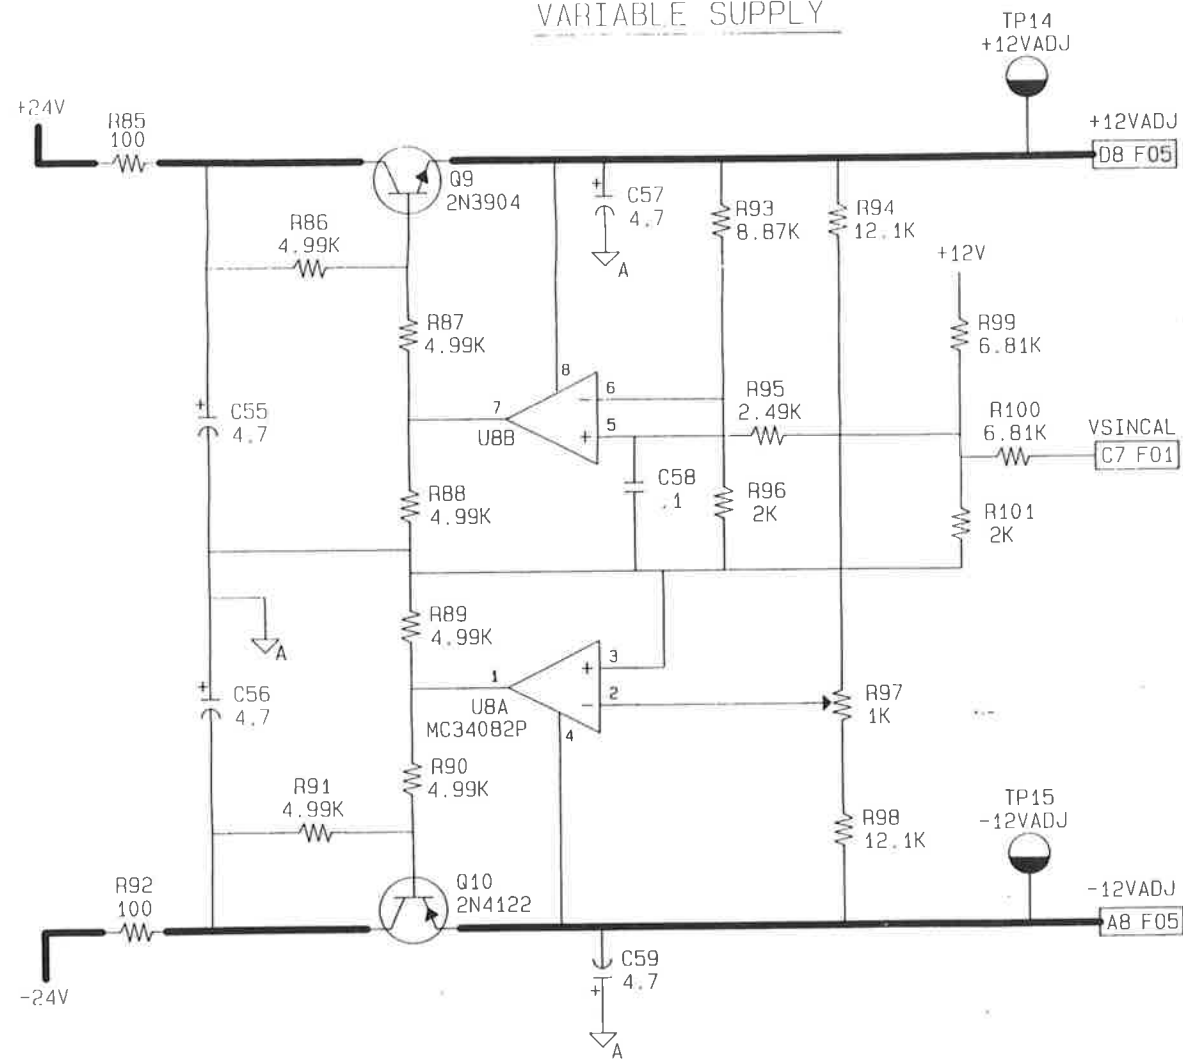 VARIABLE SUPPLY
TP14
+12VADJ
+24V
R85
100
+12VADJ
D8 F05
Q9
2N3904
+
C57
4.7
A
R93
8.87K
R94
12.1K
R86
4.99K
+12V
R87
4.99K
R99
6.81K
8
6
-
7
U8B
5
+
R95
2.49K
R100
6.81K
VSINCAL
C7 F01
+
C55
4.7
C58
.1
R88
4.99K
R96
2K
R101
2K
A
R89
4.99K
3
+
1
2
-
U8A
MC34082P
4
R97
1K
+
C56
4.7
R90
4.99K
R91
4.99K
R98
12.1K
TP15
-12VADJ
R92
100
Q10
2N4122
-12VADJ
A8 F05
-24V
C59
4.7
+
A